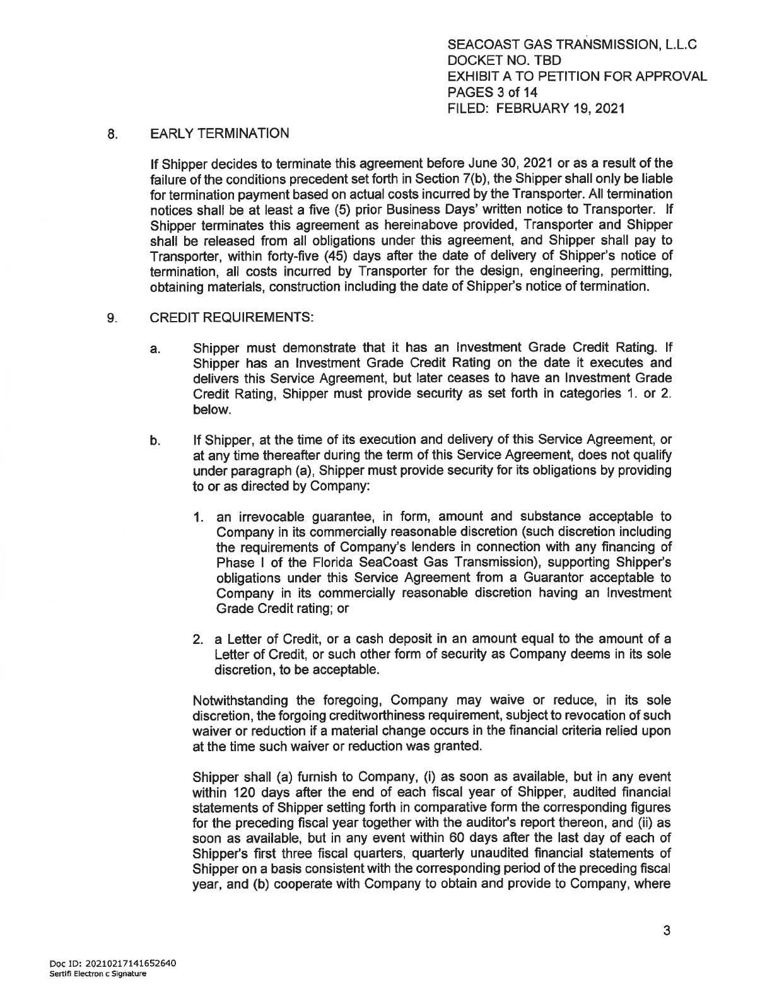 SEACOAST GAS TRANSMISSION, L.L.C
DOCKET NO. TBD
EXHIBIT A TO PETITION FOR APPROVAL
PAGES 3 of 14
FILED: FEBRUARY 19, 2021
8. EARLY TERMINATION
If Shipper decides to terminate this agreement before June 30, 2021 or as a result of the
failure of the conditions precedent set forth in Section 7(b), the Shipper shall only be liable
for termination payment based on actual costs incurred by the Transporter. All termination
notices shall be at least a five (5) prior Business Days' written notice to Transporter. If
Shipper terminates this agreement as hereinabove provided, Transporter and Shipper
shall be released from all obligations under this agreement, and Shipper shall pay to
Transporter, within forty-five (45) days after the date of delivery of Shipper's notice of
termination, all costs incurred by Transporter for the design, engineering, permitting,
obtaining materials, construction including the date of Shipper's notice of termination.
9. CREDIT REQUIREMENTS:
a. Shipper must demonstrate that it has an Investment Grade Credit Rating. If
Shipper has an Investment Grade Credit Rating on the date it executes and
delivers this Service Agreement, but later ceases to have an Investment Grade
Credit Rating, Shipper must provide security as set forth in categories 1. or 2.
below.
b. If Shipper, at the time of its execution and delivery of this Service Agreement, or
at any time thereafter during the term of this Service Agreement, does not qualify
under paragraph (a), Shipper must provide security for its obligations by providing
to or as directed by Company:
1. an irrevocable guarantee, in form, amount and substance acceptable to
Company in its commercially reasonable discretion (such discretion including
the requirements of Company's lenders in connection with any financing of
Phase I of the Florida SeaCoast Gas Transmission), supporting Shipper's
obligations under this Service Agreement from a Guarantor acceptable to
Company in its commercially reasonable discretion having an Investment
Grade Credit rating; or
2. a Letter of Credit, or a cash deposit in an amount equal to the amount of a
Letter of Credit, or such other form of security as Company deems in its sole
discretion, to be acceptable.
Notwithstanding the foregoing, Company may waive or reduce, in its sole
discretion, the forgoing creditworthiness requirement, subject to revocation of such
waiver or reduction if a material change occurs in the financial criteria relied upon
at the time such waiver or reduction was granted.
Shipper shall (a) furnish to Company, (i) as soon as available, but in any event
within 120 days after the end of each fiscal year of Shipper, audited financial
statements of Shipper setting forth in comparative form the corresponding figures
for the preceding fiscal year together with the auditor's report thereon, and (ii) as
soon as available, but in any event within 60 days after the last day of each of
Shipper's first three fiscal quarters, quarterly unaudited financial statements of
Shipper on a basis consistent with the corresponding period of the preceding fiscal
year, and (b) cooperate with Company to obtain and provide to Company, where
3
Doc ID: 20210217141652640
Sertifi Electron c Signature